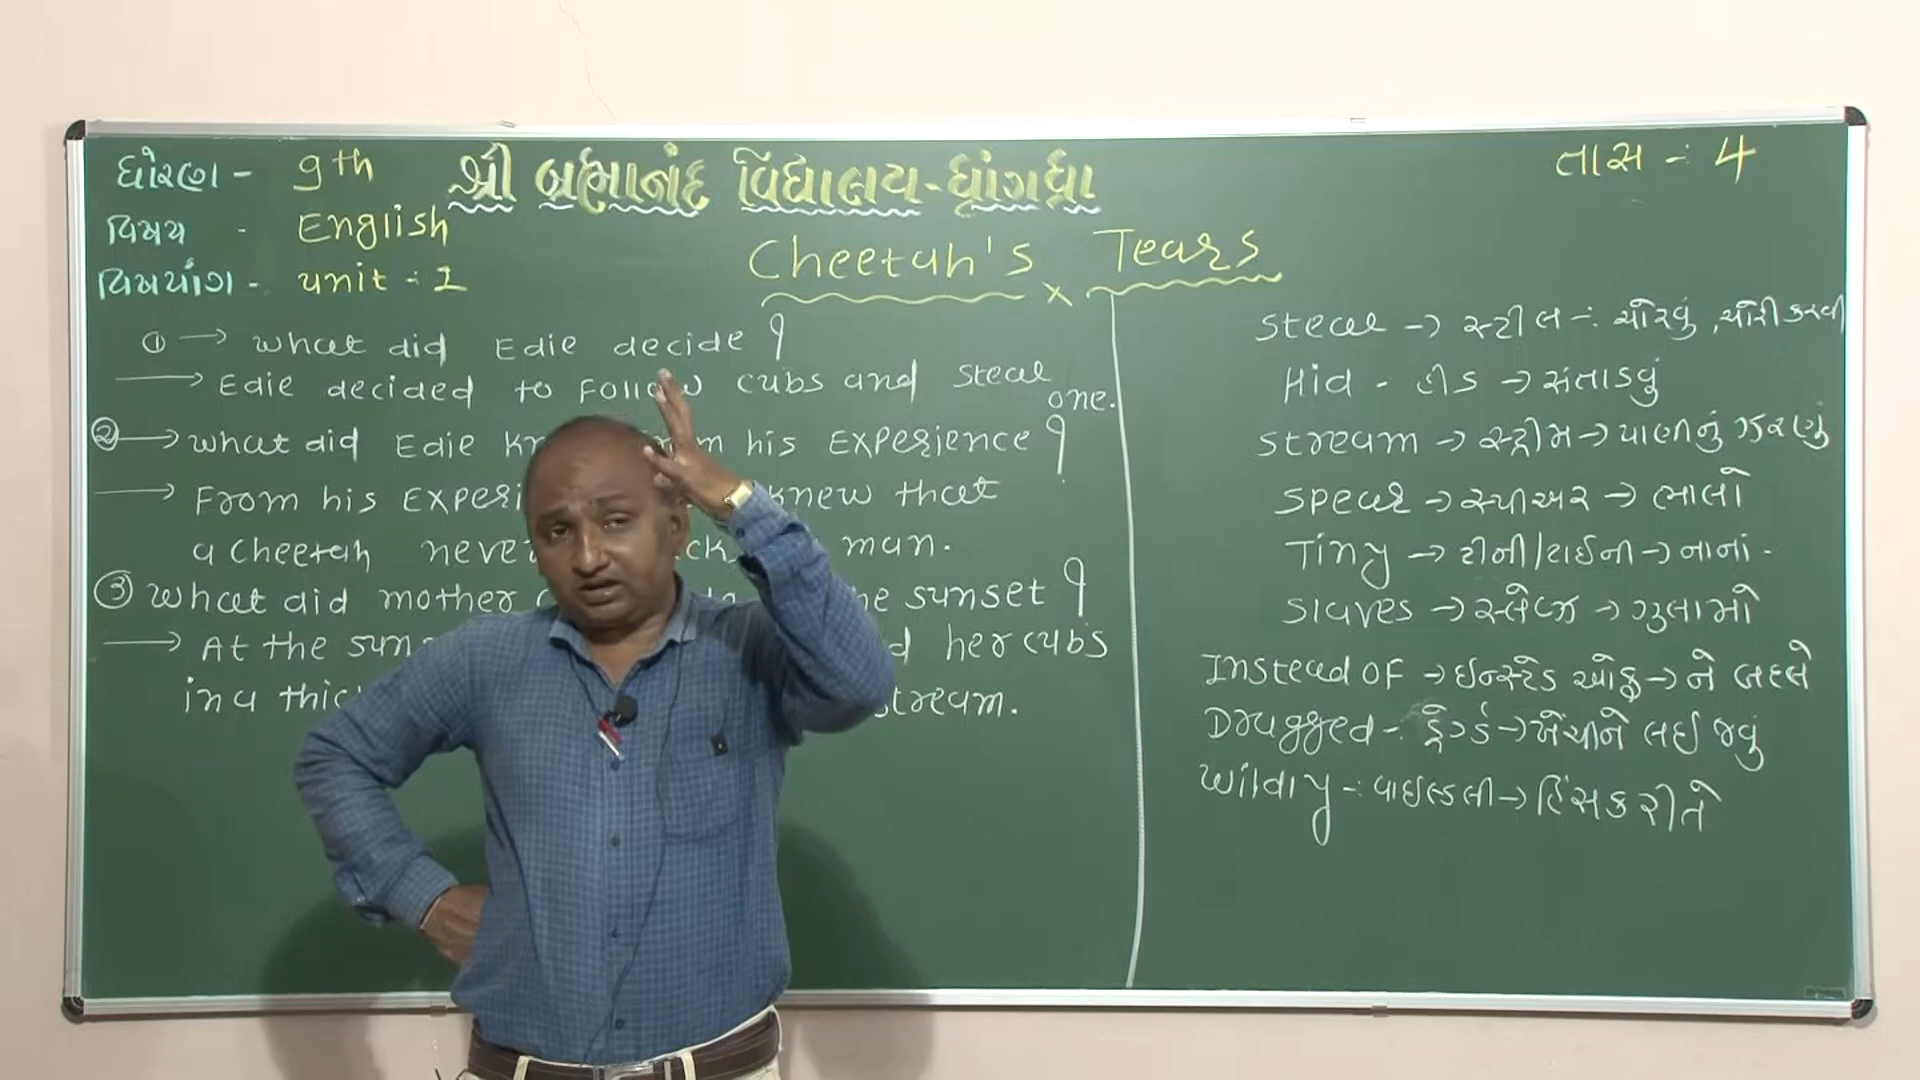 ધોરણ - 9th
શ્રી બ્રહ્માનંદ વિદ્યાલય - ધ્રાંગધ્રા
તાસ - 4
વિષય - English
Cheetah's Tears
વિષયાંગ - unit : 1
① → What did Edie decide ?
→ Edie decided to Follow cubs and steal one.
② → What did Edie his Experience ?
→ From his knew that
a cheetah man.
③ What did mother sunset ?
→ At the her cubs
in a stream.
Steal → સ્ટીલ -: ચોરવું, ચોરી કરવી
Hid - હીડ → સંતાડવું
Stream → સ્ટ્રીમ → પાણીનું ઝરણું
Spear → સ્પીઅર → ભાલો
Tiny → ટીની/ટાઈની → નાનાં -
Slaves → સ્લેવ્ઝ → ગુલામો
Instead OF → ઇન્સ્ટેડ ઓફ → ને બદલે
Dragged - ડ્રેગ્ડ → ખેંચીને લઈ જવું
Wildly -: વાઇલ્ડલી → હિંસક રીતે